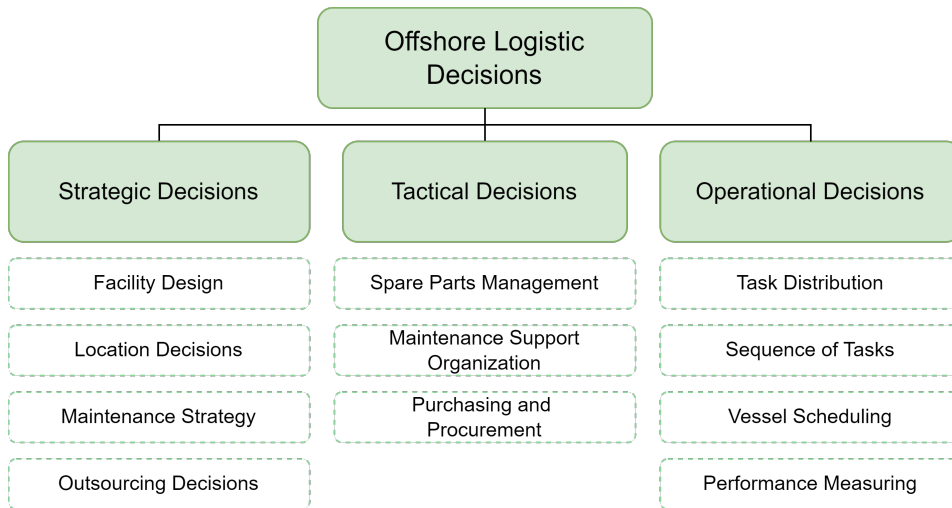 Offshore Logistic
Decisions
Strategic Decisions
Tactical Decisions
Operational Decisions
Facility Design
Spare Parts Management
Task Distribution
Location Decisions
Maintenance Support
Organization
Sequence of Tasks
Maintenance Strategy
Purchasing and
Procurement
Vessel Scheduling
Outsourcing Decisions
Performance Measuring